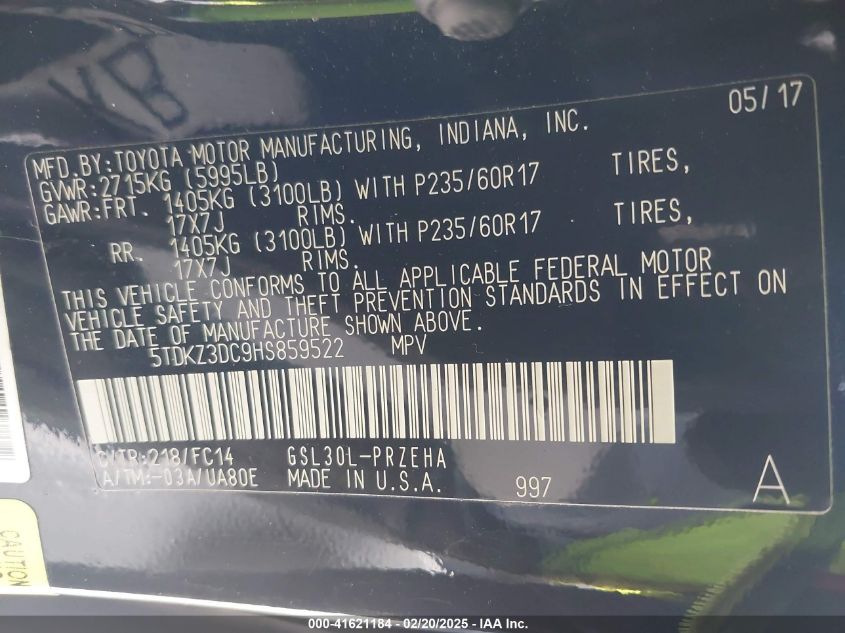 05/17
MFD.BY:TOYOTA MOTOR MANUFACTURING, INDIANA, INC.
GVWR:2715KG (5995LB)
GAWR:FRT. 1405KG (3100LB) WITH P235/60R17 TIRES,
17X7J RIMS.
RR. 1405KG (3100LB) WITH P235/60R17 TIRES,
17X7J RIMS.
THIS VEHICLE CONFORMS TO ALL APPLICABLE FEDERAL MOTOR
VEHICLE SAFETY AND THEFT PREVENTION STANDARDS IN EFFECT ON
THE DATE OF MANUFACTURE SHOWN ABOVE.
5TDKZ3DC9HS859522 MPV
C/TR:218/FC14 GSL30L-PRZEHA
A/TM:-03A/UA80E MADE IN U.S.A. 997 A
CAUTION
000-41621184 - 02/20/2025 - IAA Inc.